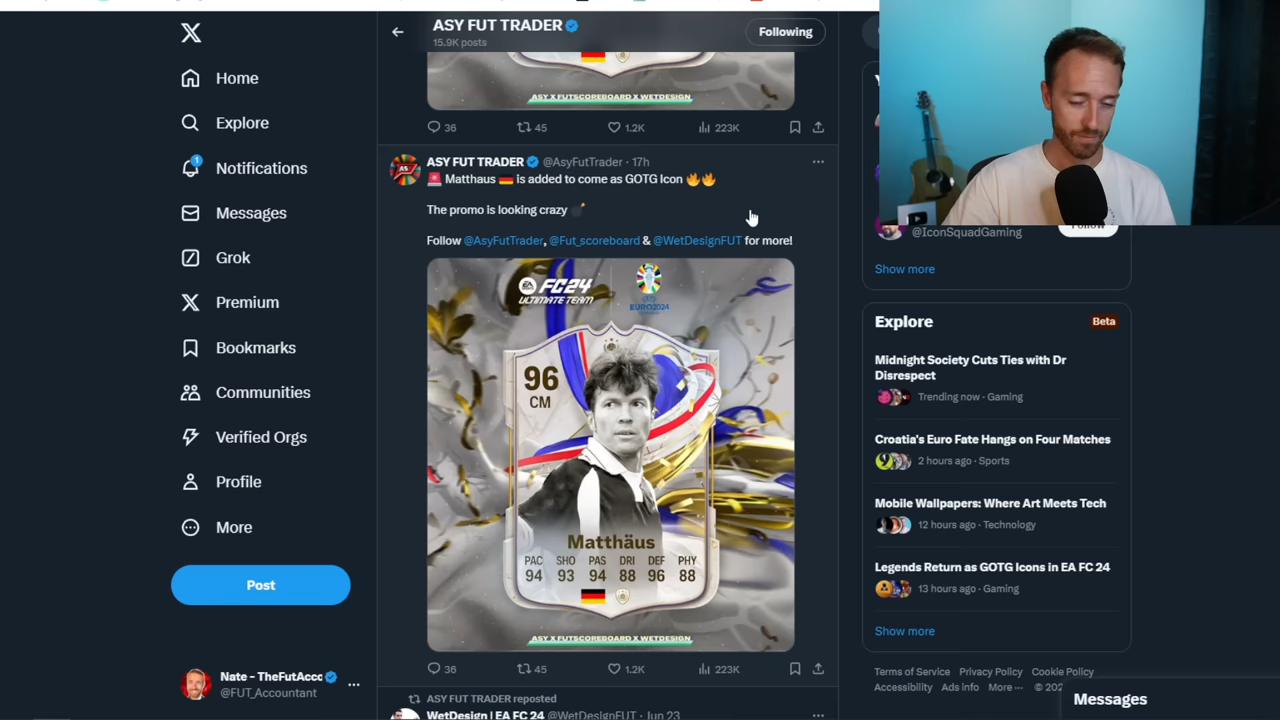 ASY FUT TRADER
15.9K posts
Following
ASY X FUTSCOREBOARD X WETDESIGN
36
45
1.2K
223K
Home
Explore
1
Notifications
Messages
Grok
Premium
Bookmarks
Communities
Verified Orgs
Profile
More
Post
Nate - TheFutAccc
@FUT_Accountant
ASY FUT TRADER @AsyFutTrader · 17h
🚨 Matthaus 🇩🇪 is added to come as GOTG Icon 🔥🔥
The promo is looking crazy 💣
Follow @AsyFutTrader, @Fut_scoreboard & @WetDesignFUT for more!
EA FC24
ULTIMATE TEAM
EURO2024
96
CM
Matthäus
PAC SHO PAS DRI DEF PHY
94 93 94 88 96 88
ASY X FUTSCOREBOARD X WETDESIGN
36
45
1.2K
223K
ASY FUT TRADER reposted
WetDesign | EA FC 24 @WetDesignFUT · Jun 23
@IconSquadGaming
Follow
Show more
Explore
Beta
Midnight Society Cuts Ties with Dr
Disrespect
Trending now · Gaming
Croatia's Euro Fate Hangs on Four Matches
2 hours ago · Sports
Mobile Wallpapers: Where Art Meets Tech
12 hours ago · Technology
Legends Return as GOTG Icons in EA FC 24
13 hours ago · Gaming
Show more
Terms of Service Privacy Policy Cookie Policy
Accessibility Ads info More ··· © 202
Messages